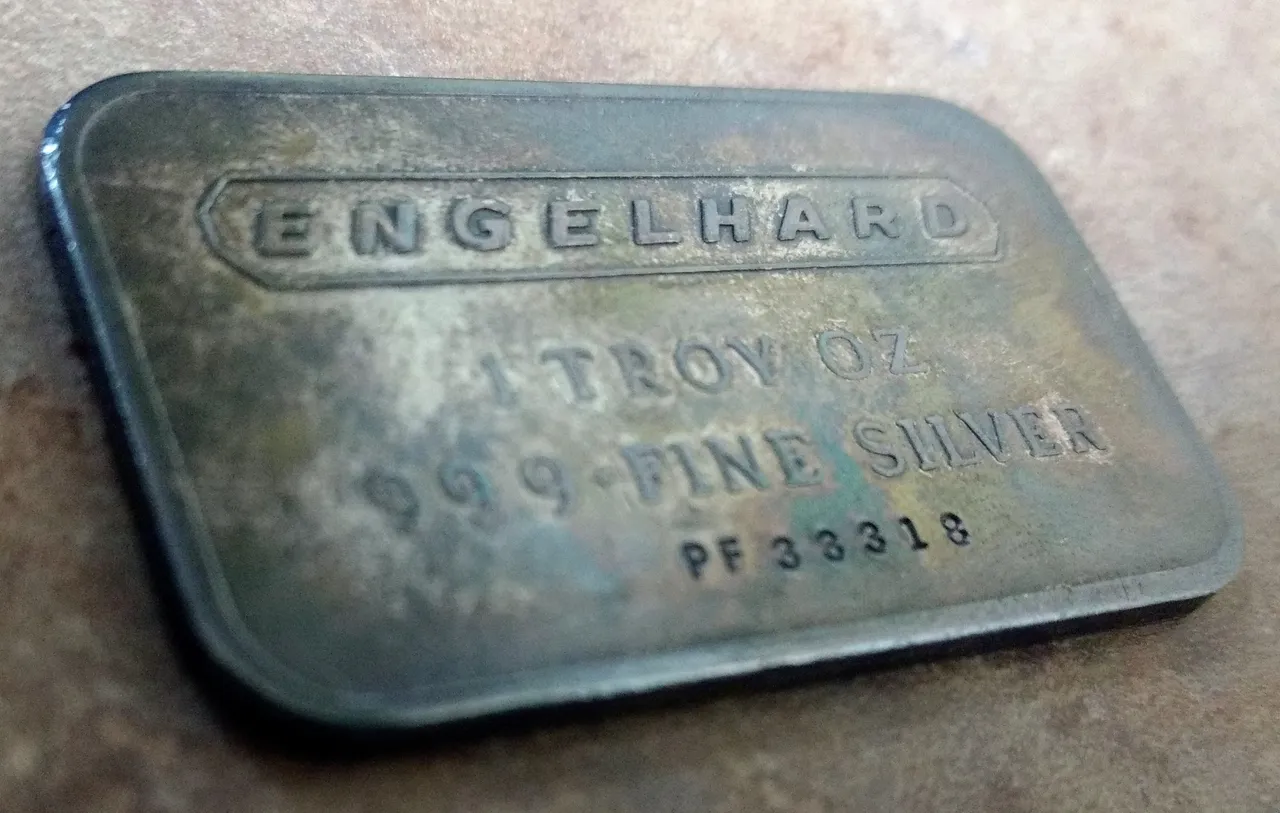 ENGELHARD
1 TROY OZ
999·FINE SILVER
PF 33318